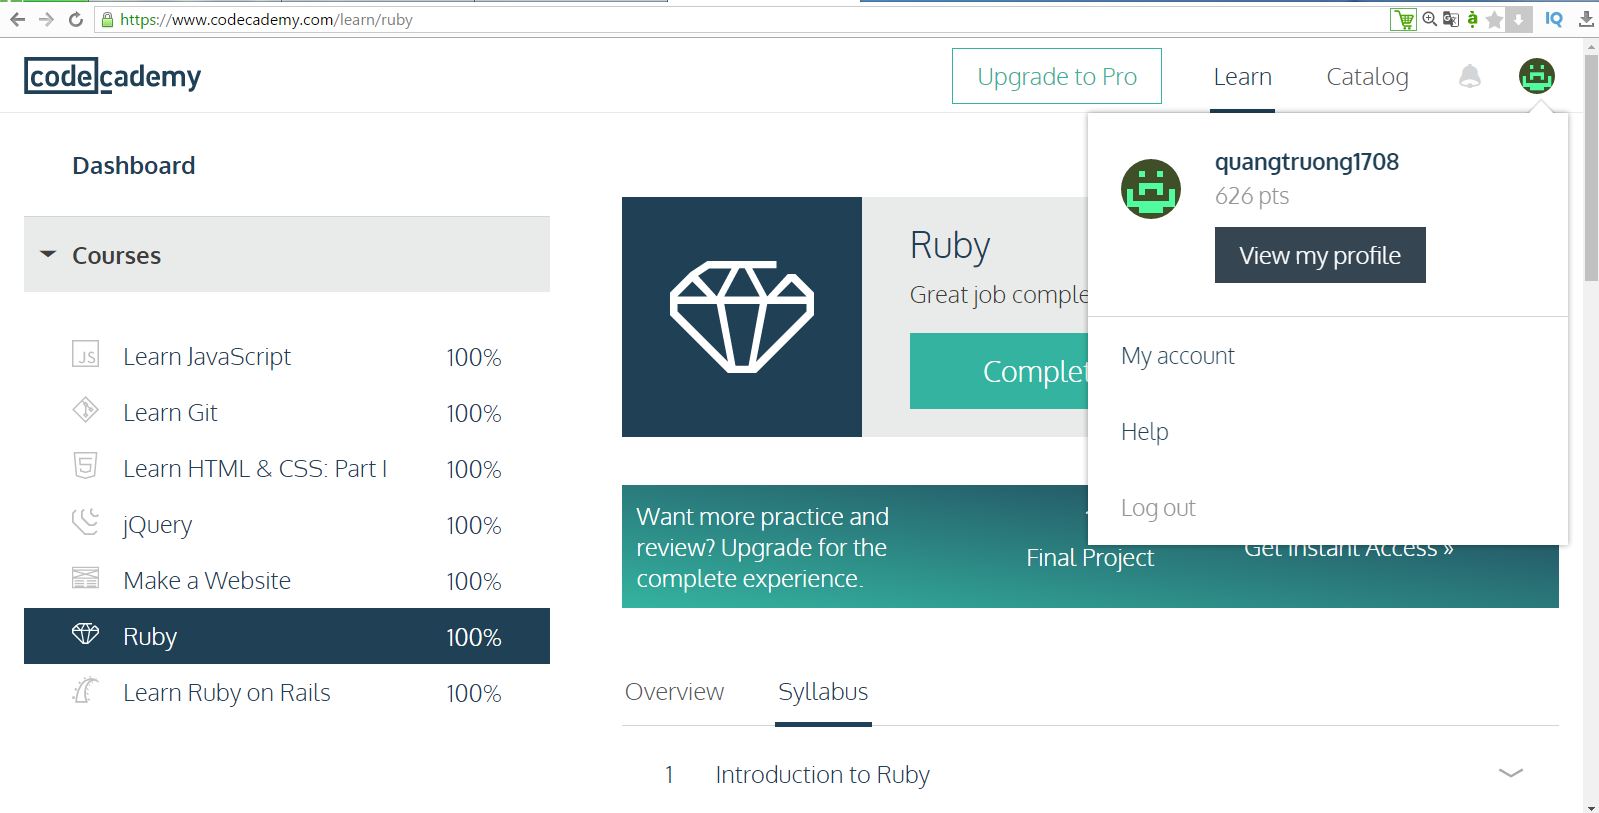 https://www.codecademy.com/learn/ruby
IQ
codecademy
Upgrade to Pro
Learn
Catalog
Dashboard
Courses
JS
Learn JavaScript 100%
Learn Git 100%
5
Learn HTML & CSS: Part I 100%
jQuery 100%
Make a Website 100%
Ruby 100%
Learn Ruby on Rails 100%
Ruby
Great job comple
Complet
quangtruong1708
626 pts
View my profile
My account
Help
Log out
Want more practice and
review? Upgrade for the
complete experience.
Final Project
Get Instant Access »
Overview
Syllabus
1 Introduction to Ruby